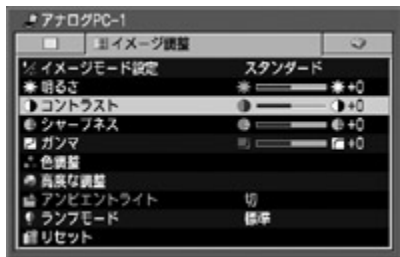 アナログPC-1
イメージ調整
イメージモード設定 スタンダード
明るさ +0
コントラスト +0
シャープネス +0
ガンマ +0
色調整
高度な調整
アンビエントライト 切
ランプモード 標準
リセット